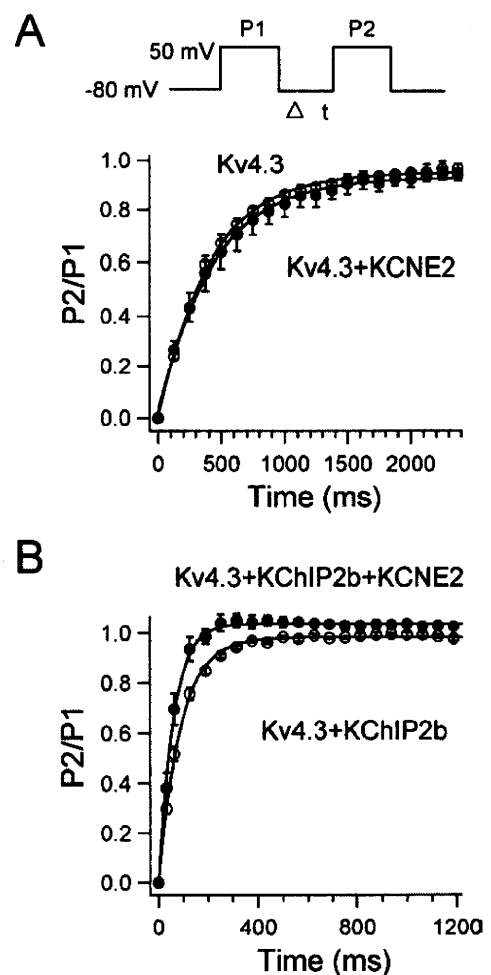 A
P1 P2
50 mV
-80 mV
Δ t
Kv4.3
Kv4.3+KCNE2
P2/P1
1.0
0.8
0.6
0.4
0.2
0.0
0 500 1000 1500 2000
Time (ms)
B
Kv4.3+KChIP2b+KCNE2
Kv4.3+KChIP2b
P2/P1
1.0
0.8
0.6
0.4
0.2
0.0
0 400 800 1200
Time (ms)